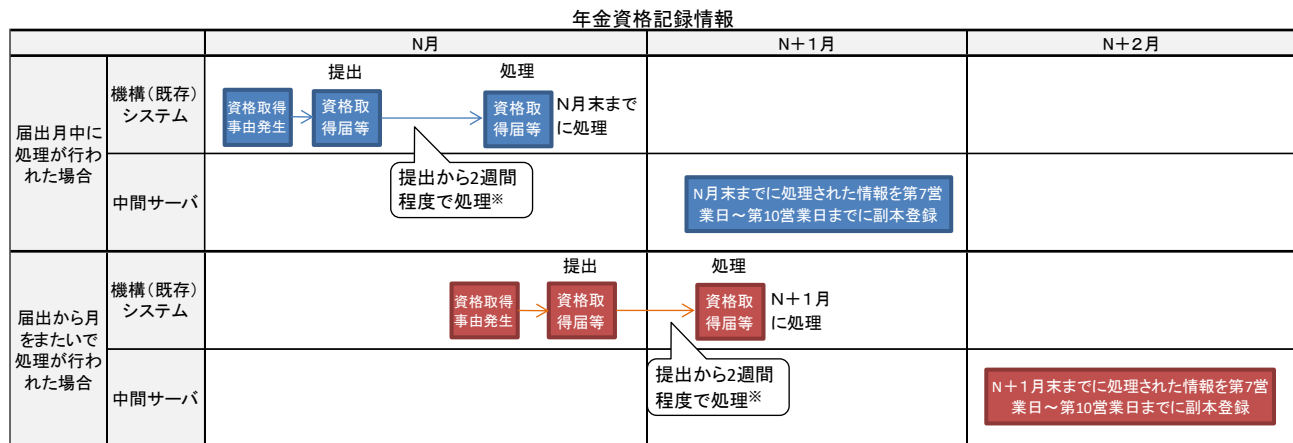 年金資格記録情報
N月
N+1月
N+2月
届出月中に
処理が行わ
れた場合
機構(既存)
システム
提出
処理
資格取得
事由発生
資格取
得届等
資格取
得届等
N月末まで
に処理
提出から2週間
程度で処理※
中間サーバ
N月末までに処理された情報を第7営
業日～第10営業日までに副本登録
届出から月
をまたいで
処理が行わ
れた場合
機構(既存)
システム
提出
処理
資格取得
事由発生
資格取
得届等
資格取
得届等
N+1月
に処理
提出から2週間
程度で処理※
中間サーバ
N+1月末までに処理された情報を第7営
業日～第10営業日までに副本登録